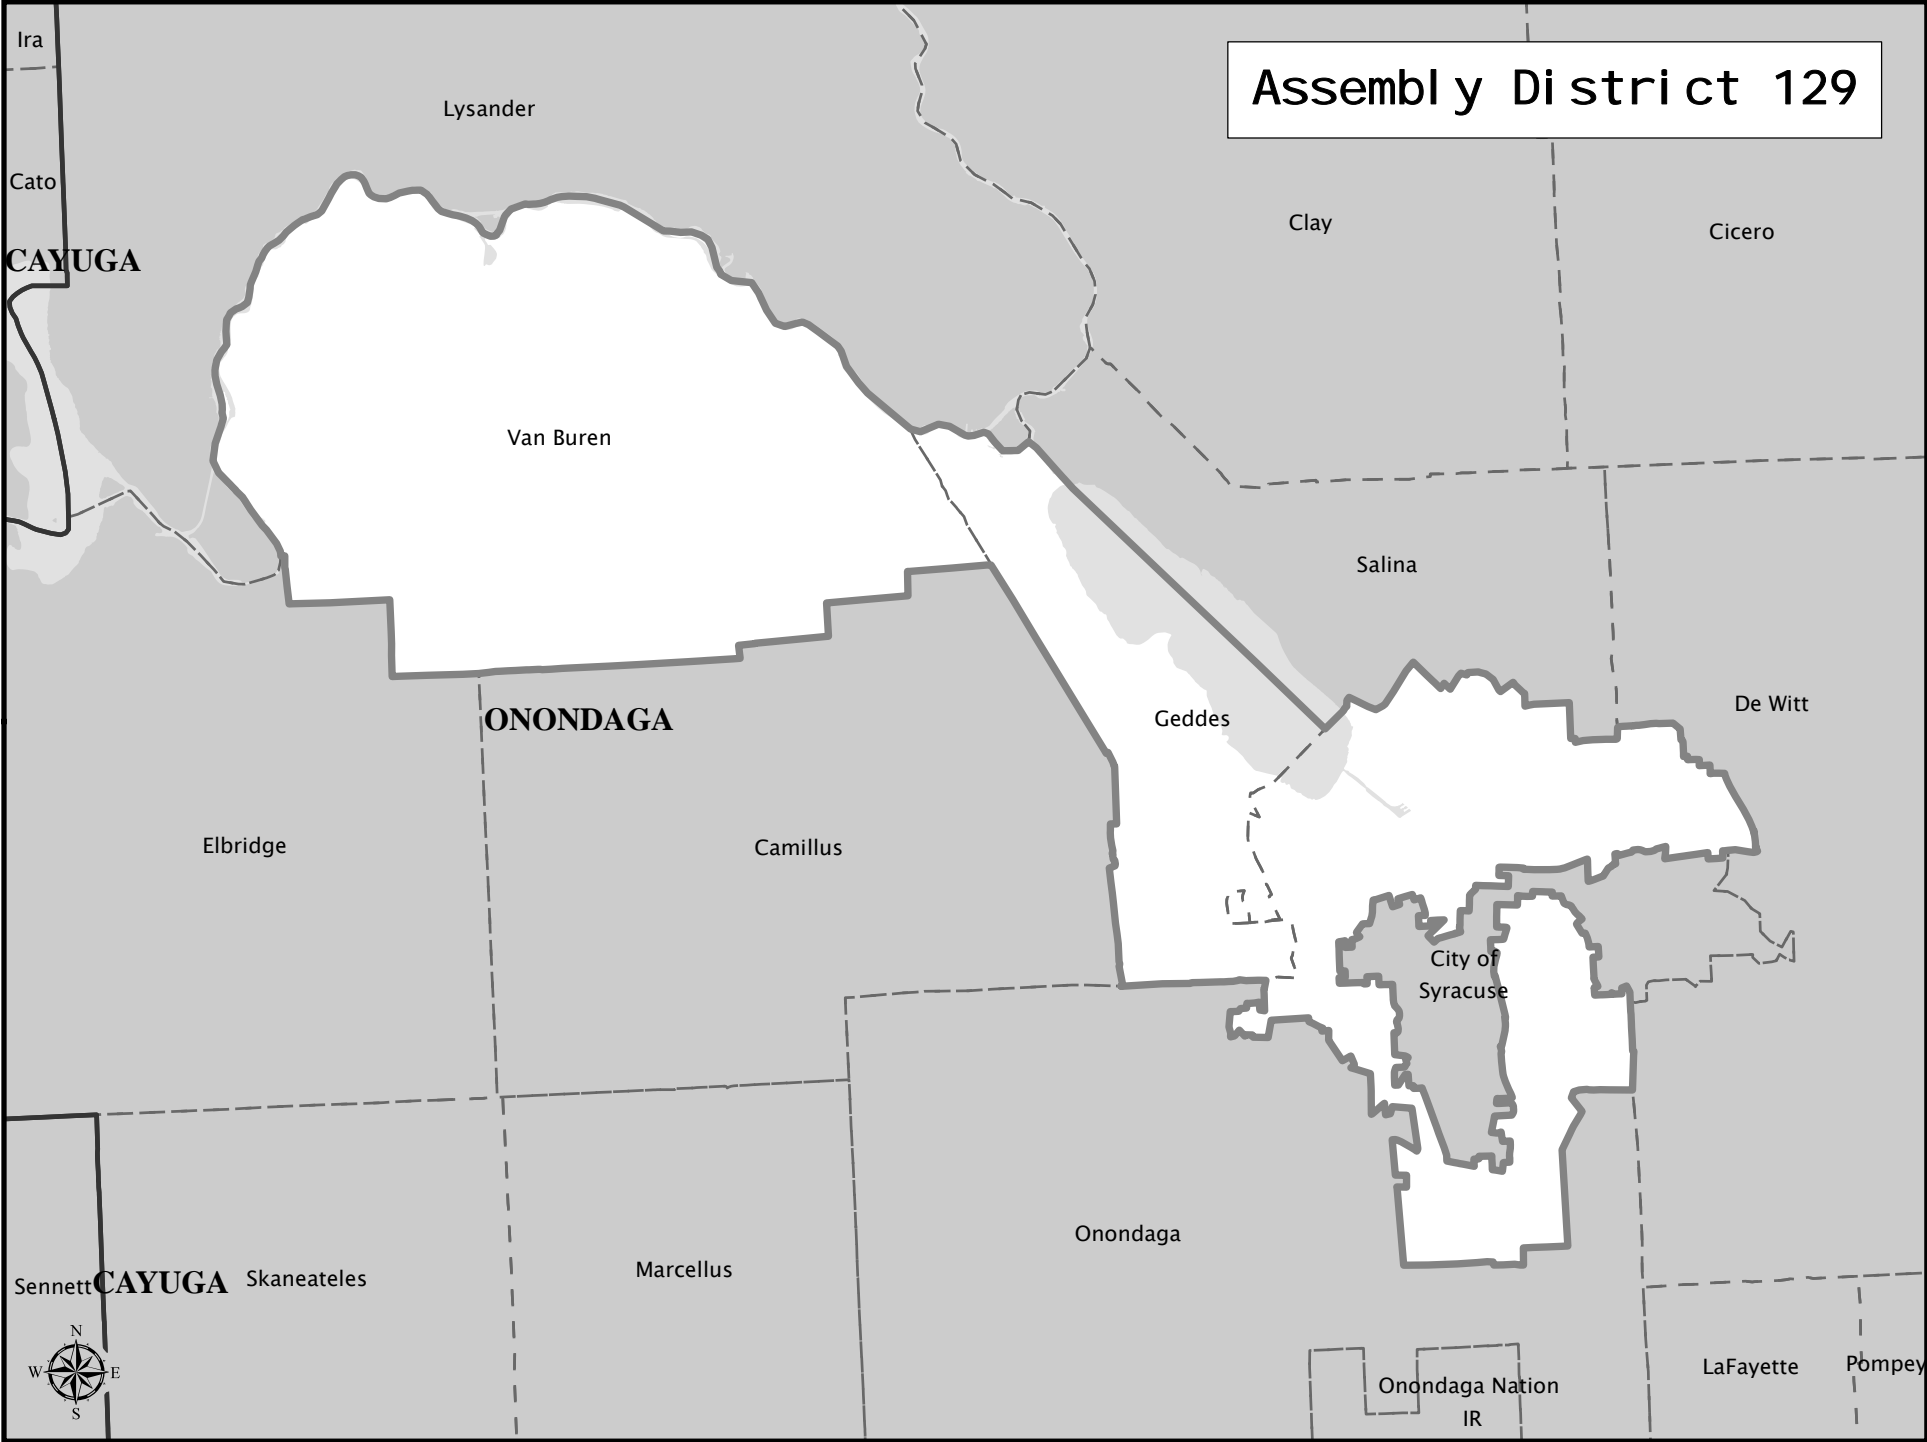 Ira
Assembly District 129
Lysander
Cato
Clay
Cicero
CAYUGA
Van Buren
Salina
De Witt
Geddes
ONONDAGA
Elbridge
Camillus
City of
Syracuse
Onondaga
Marcellus
Skaneateles
Sennett
CAYUGA
N
W
E
S
LaFayette
Pompey
Onondaga Nation
IR